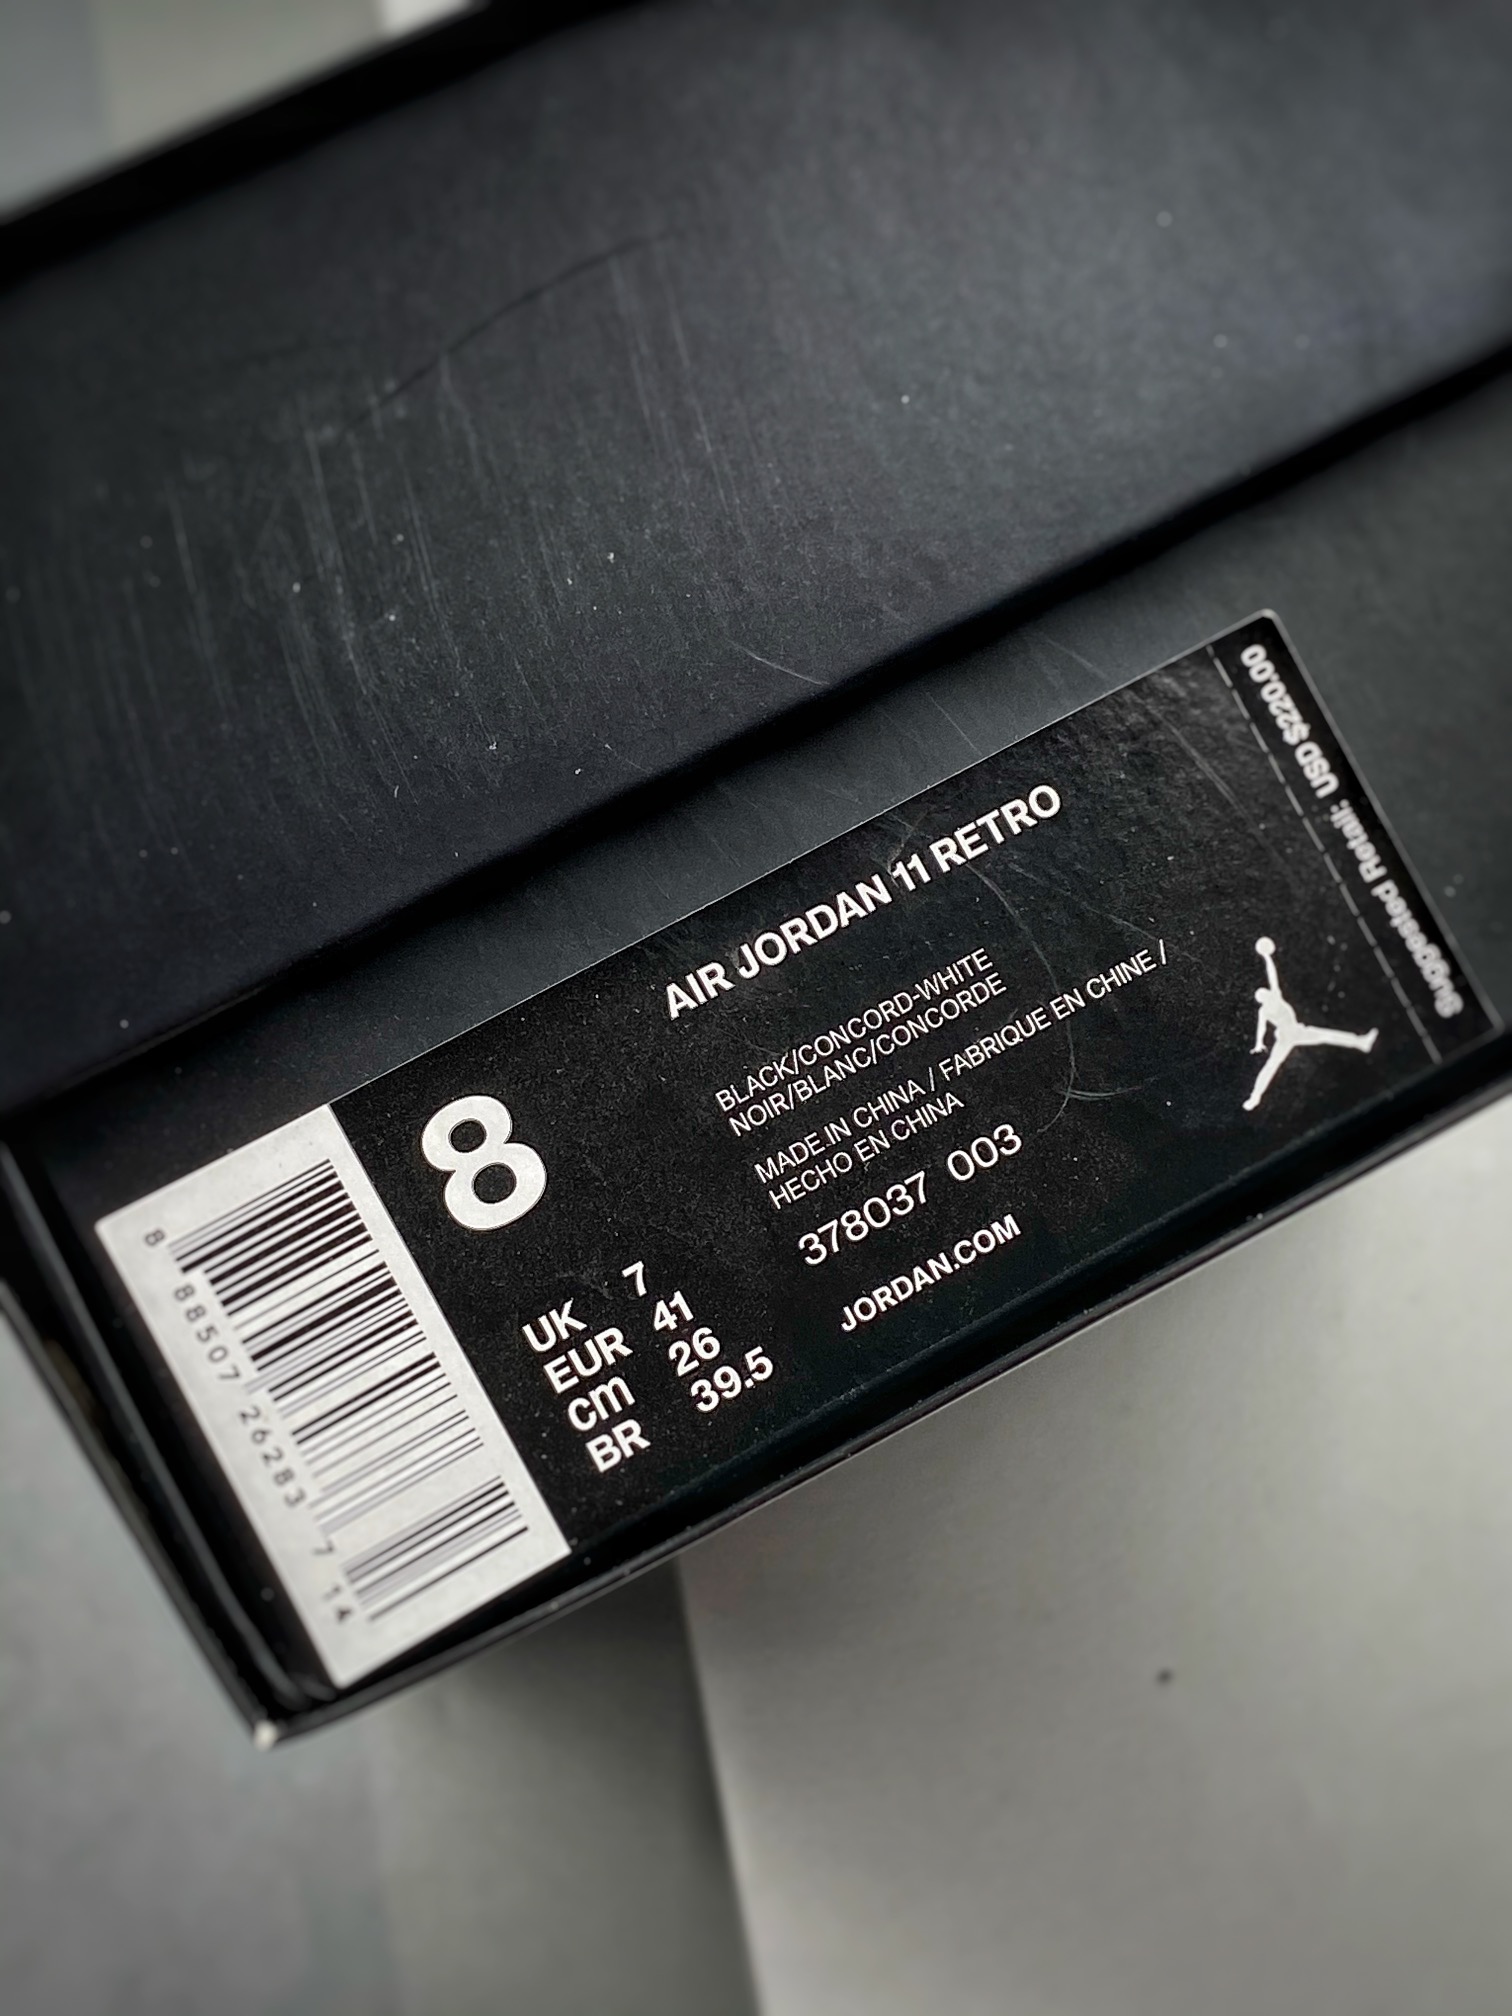 Suggested Retail: USD $220.00
AIR JORDAN 11 RETRO
BLACK/CONCORD-WHITE
NOIR/BLANC/CONCORDE
MADE IN CHINA / FABRIQUE EN CHINE /
HECHO EN CHINA
378037 003
JORDAN.COM
8
UK 7
EUR 41
cm 26
BR 39.5
8 88507 26283 7 14